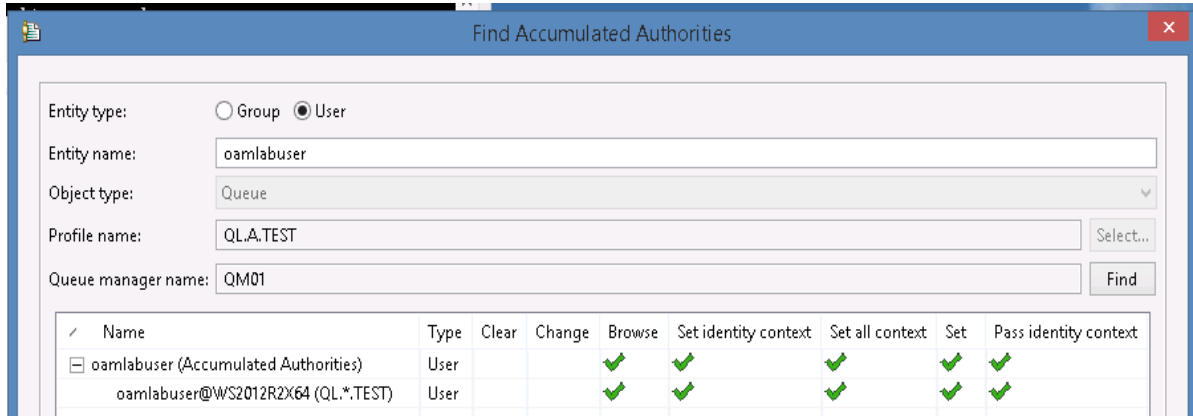 Find Accumulated Authorities
Entity type: Group User
Entity name: oamlabuser
Object type: Queue
Profile name: QL.A.TEST Select...
Queue manager name: QM01 Find
Name Type Clear Change Browse Set identity context Set all context Set Pass identity context
oamlabuser (Accumulated Authorities) User
oamlabuser@WS2012R2X64 (QL.*.TEST) User